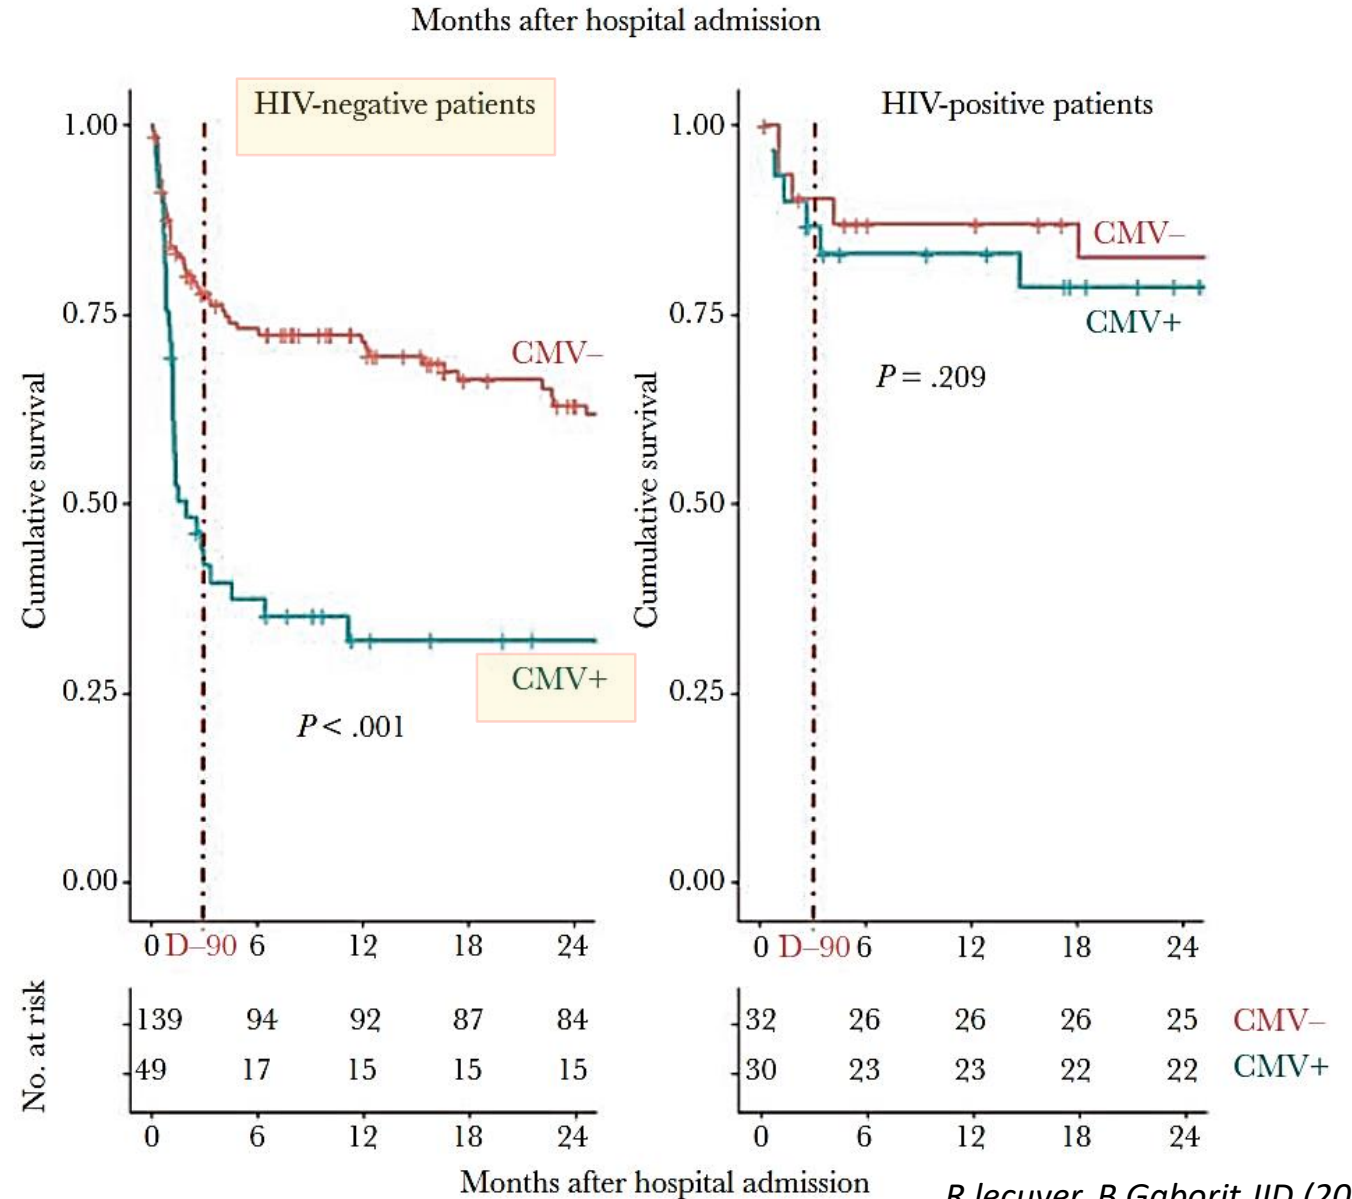 Months after hospital admission
HIV-negative patients
Cumulative survival
1.00
0.75
0.50
0.25
0.00
CMV–
CMV+
P < .001
0 D–90 6 12 18 24
HIV-positive patients
Cumulative survival
1.00
0.75
0.50
0.25
0.00
CMV–
CMV+
P = .209
0 D–90 6 12 18 24
No. at risk
139 94 92 87 84
49 17 15 15 15
0 6 12 18 24
32 26 26 26 25 CMV–
30 23 23 22 22 CMV+
0 6 12 18 24
Months after hospital admission
R lecuyer, B Gaborit JID (20